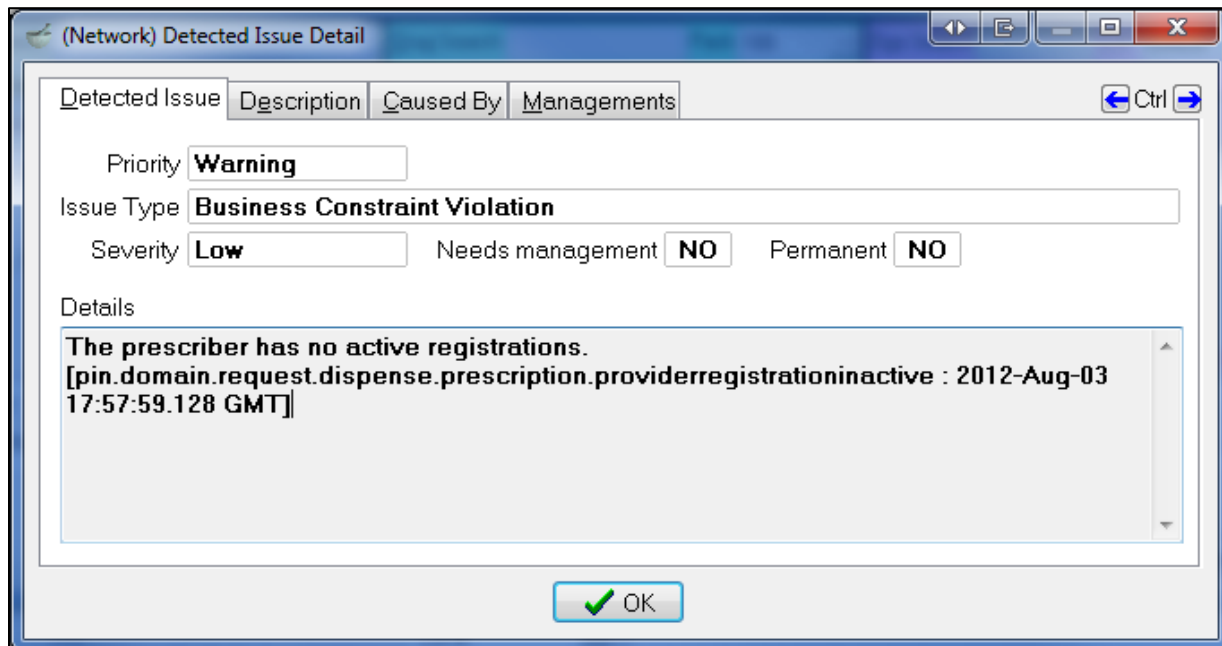 (Network) Detected Issue Detail
Detected Issue Description Caused By Managements Ctrl
Priority Warning
Issue Type Business Constraint Violation
Severity Low Needs management NO Permanent NO
Details
The prescriber has no active registrations.
[pin.domain.request.dispense.prescription.providerregistrationinactive : 2012-Aug-03
17:57:59.128 GMT]
OK